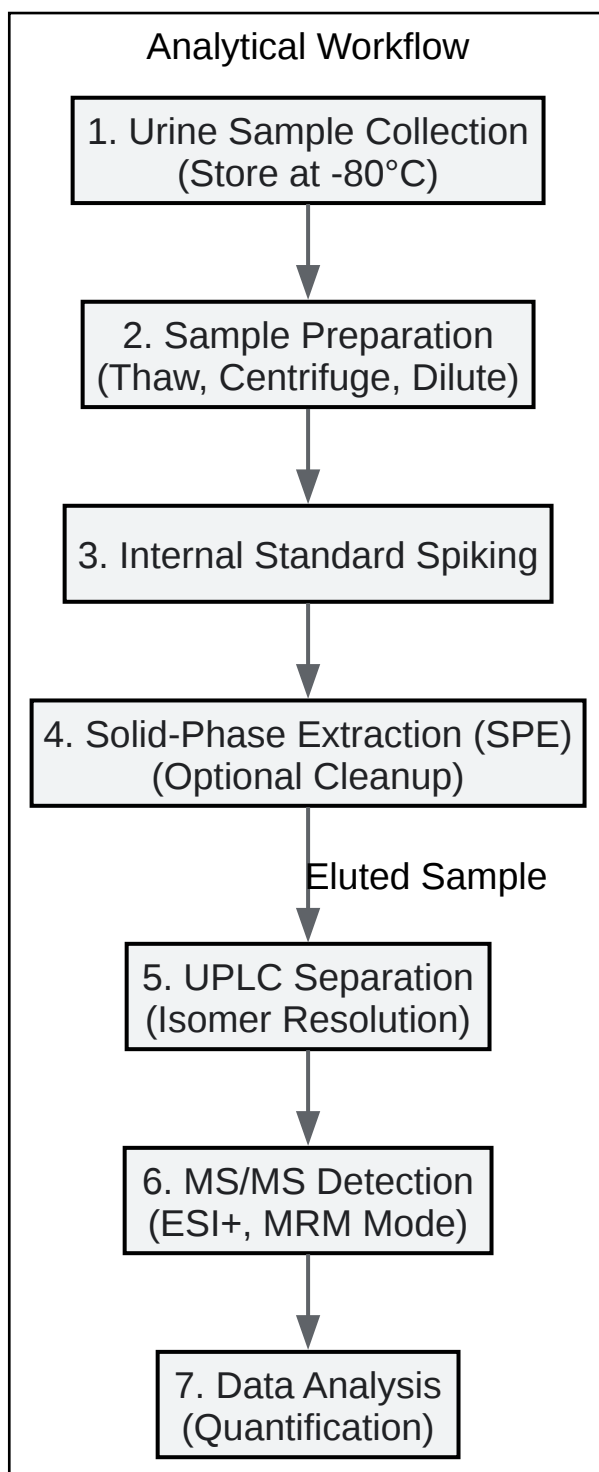 Analytical Workflow
1. Urine Sample Collection
(Store at -80°C)
2. Sample Preparation
(Thaw, Centrifuge, Dilute)
3. Internal Standard Spiking
4. Solid-Phase Extraction (SPE)
(Optional Cleanup)
Eluted Sample
5. UPLC Separation
(Isomer Resolution)
6. MS/MS Detection
(ESI+, MRM Mode)
7. Data Analysis
(Quantification)